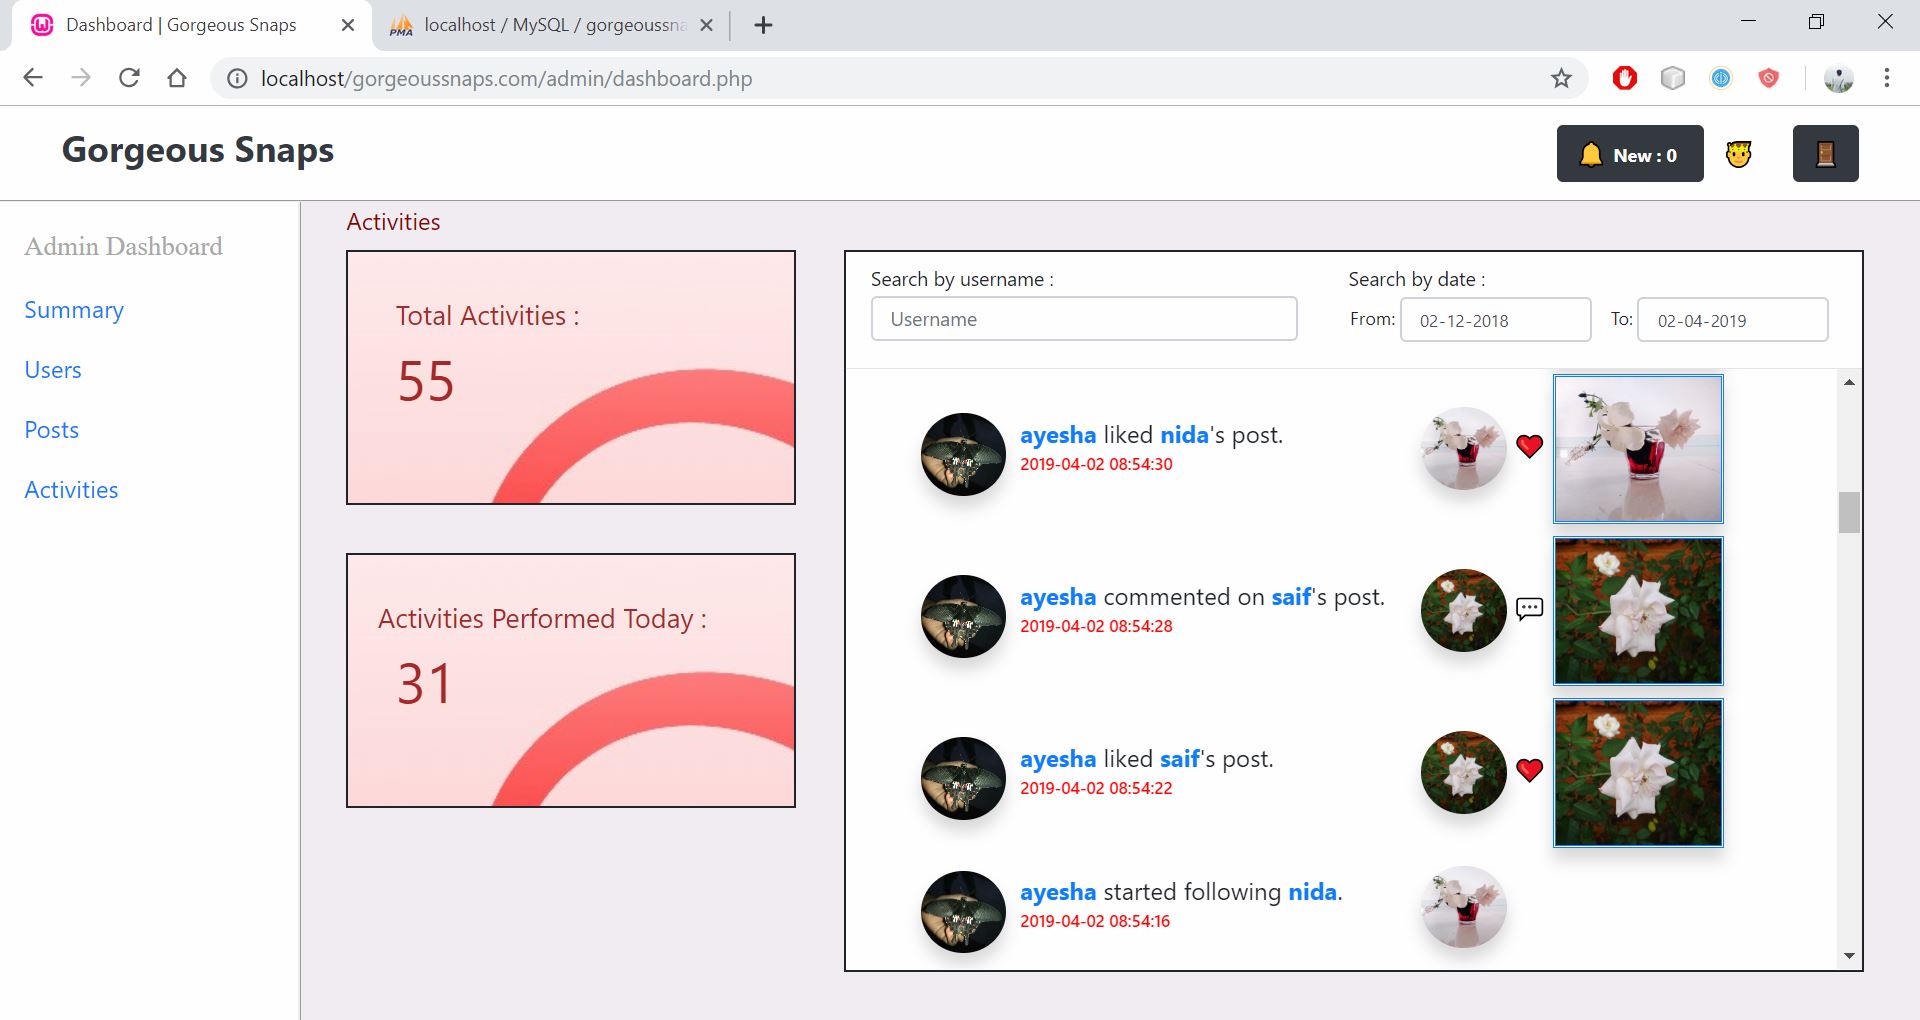 Dashboard | Gorgeous Snaps
localhost / MySQL / gorgeoussna
localhost/gorgeoussnaps.com/admin/dashboard.php
Gorgeous Snaps
New : 0
Admin Dashboard
Summary
Users
Posts
Activities
Activities
Total Activities :
55
Activities Performed Today :
31
Search by username :
Username
Search by date :
From: 02-12-2018 To: 02-04-2019
ayesha liked nida's post.
2019-04-02 08:54:30
ayesha commented on saif's post.
2019-04-02 08:54:28
ayesha liked saif's post.
2019-04-02 08:54:22
ayesha started following nida.
2019-04-02 08:54:16